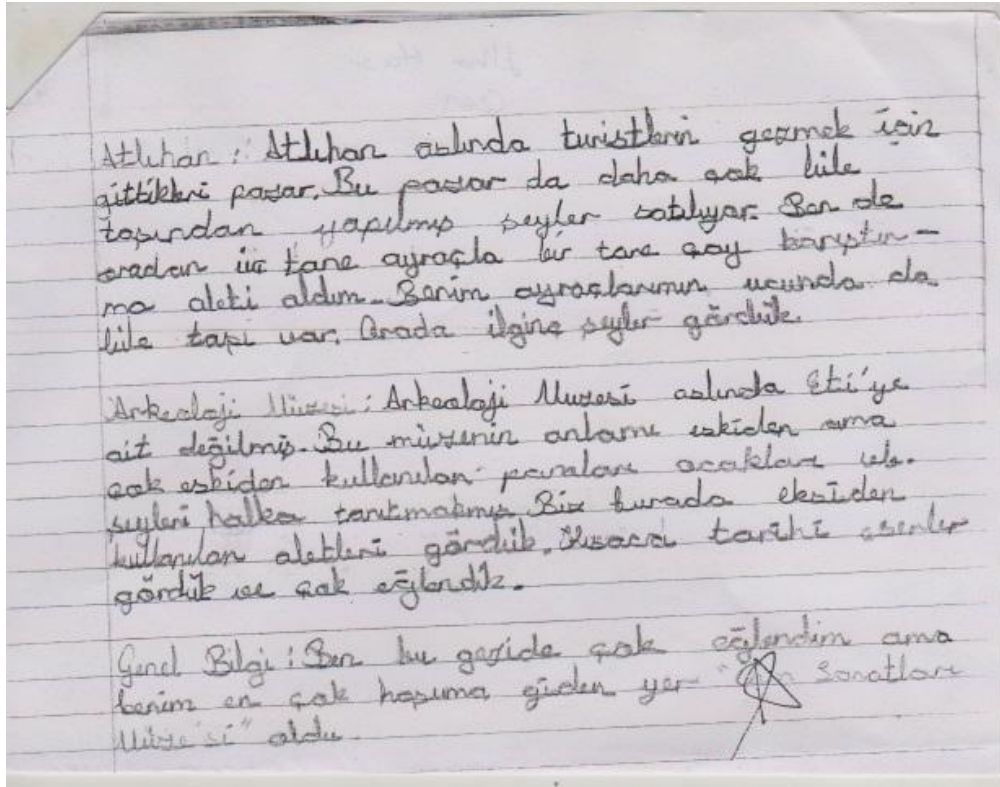 Atlıhan : Atlıhan aslında turistlerin gezmek için
gittikleri pazar. Bu pazar da daha çok lüle
taşından yapılmış şeyler satılıyor. Ben de
oradan üç tane ayraçla bir tane çay karıştır-
ma aleti aldım. Benim ayraçlarımın ucunda da
lüle taşı var. Orada ilginç şeyler gördük.
Arkeoloji Müzesi : Arkeoloji Müzesi aslında Eti'ye
ait değilmiş. Bu müzenin anlamı eskiden ama
çok eskiden kullanılan paraları ocakları vb.
şeyleri halka tanıtmakmış Biz burada eksiden
kullanılan aletleri gördük. Kısacası tarihi eserler
gördük ve çok eğlendik.
Genel Bilgi : Ben bu gezide çok eğlendim ama
benim en çok hoşuma giden yer Sanatları
Müzesi" oldu.